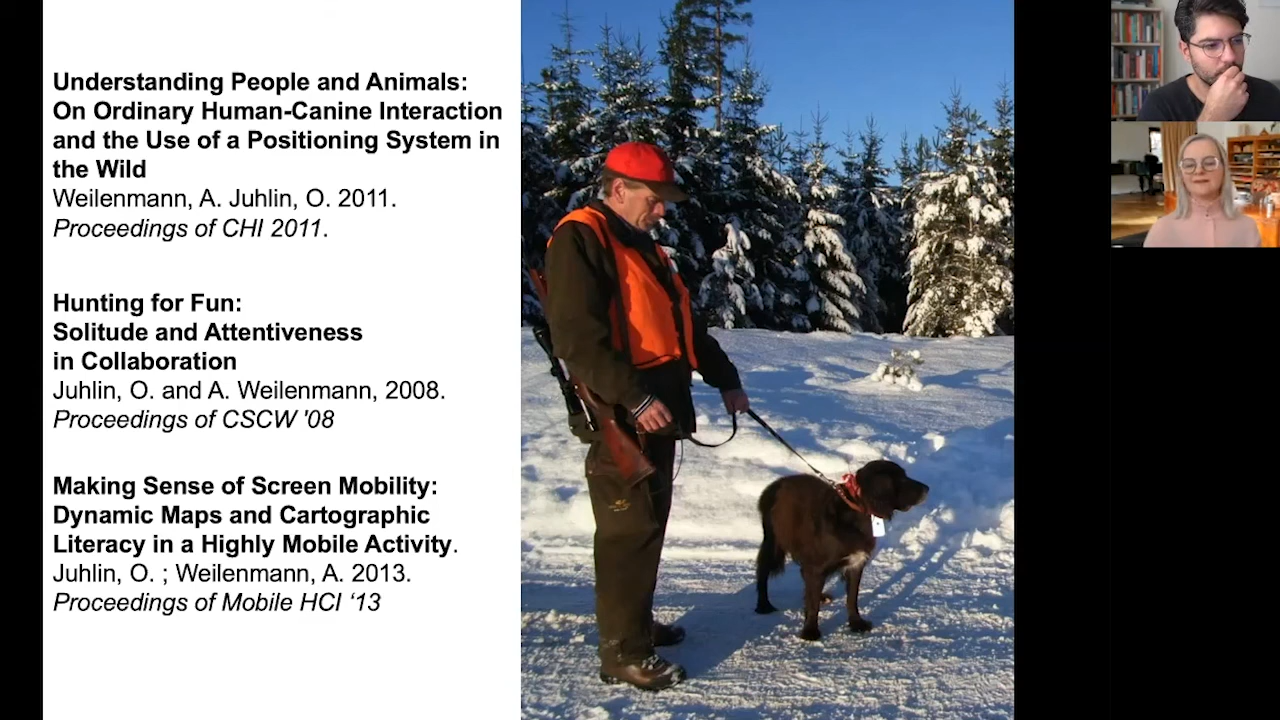 Understanding People and Animals:
On Ordinary Human-Canine Interaction
and the Use of a Positioning System in
the Wild
Weilenmann, A. Juhlin, O. 2011.
Proceedings of CHI 2011.
Hunting for Fun:
Solitude and Attentiveness
in Collaboration
Juhlin, O. and A. Weilenmann, 2008.
Proceedings of CSCW '08
Making Sense of Screen Mobility:
Dynamic Maps and Cartographic
Literacy in a Highly Mobile Activity.
Juhlin, O. ; Weilenmann, A. 2013.
Proceedings of Mobile HCI ‘13